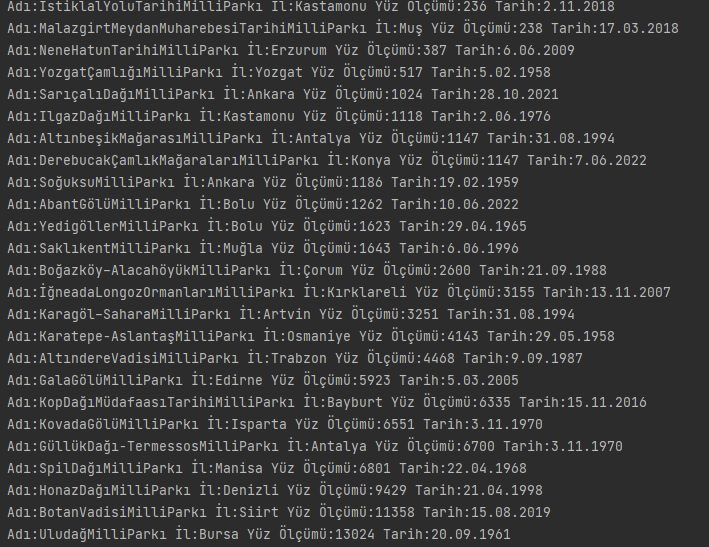 Adı:İstiklalYoluTarihiMilliParkı İl:Kastamonu Yüz Ölçümü:236 Tarih:2.11.2018
Adı:MalazgirtMeydanMuharebesiTarihiMilliParkı İl:Muş Yüz Ölçümü:238 Tarih:17.03.2018
Adı:NeneHatunTarihiMilliParkı İl:Erzurum Yüz Ölçümü:387 Tarih:6.06.2009
Adı:YozgatÇamlığıMilliParkı İl:Yozgat Yüz Ölçümü:517 Tarih:5.02.1958
Adı:SarıçalıDağıMilliParkı İl:Ankara Yüz Ölçümü:1024 Tarih:28.10.2021
Adı:IlgazDağıMilliParkı İl:Kastamonu Yüz Ölçümü:1118 Tarih:2.06.1976
Adı:AltınbeşikMağarasıMilliParkı İl:Antalya Yüz Ölçümü:1147 Tarih:31.08.1994
Adı:DerebucakÇamlıkMağaralarıMilliParkı İl:Konya Yüz Ölçümü:1147 Tarih:7.06.2022
Adı:SoğuksuMilliParkı İl:Ankara Yüz Ölçümü:1186 Tarih:19.02.1959
Adı:AbantGölüMilliParkı İl:Bolu Yüz Ölçümü:1262 Tarih:10.06.2022
Adı:YedigöllerMilliParkı İl:Bolu Yüz Ölçümü:1623 Tarih:29.04.1965
Adı:SaklıkentMilliParkı İl:Muğla Yüz Ölçümü:1643 Tarih:6.06.1996
Adı:Boğazköy-AlacahöyükMilliParkı İl:Çorum Yüz Ölçümü:2600 Tarih:21.09.1988
Adı:İğneadaLongozOrmanlarıMilliParkı İl:Kırklareli Yüz Ölçümü:3155 Tarih:13.11.2007
Adı:Karagöl-SaharaMilliParkı İl:Artvin Yüz Ölçümü:3251 Tarih:31.08.1994
Adı:Karatepe-AslantaşMilliParkı İl:Osmaniye Yüz Ölçümü:4143 Tarih:29.05.1958
Adı:AltındereVadisiMilliParkı İl:Trabzon Yüz Ölçümü:4468 Tarih:9.09.1987
Adı:GalaGölüMilliParkı İl:Edirne Yüz Ölçümü:5923 Tarih:5.03.2005
Adı:KopDağıMüdafaasıTarihiMilliParkı İl:Bayburt Yüz Ölçümü:6335 Tarih:15.11.2016
Adı:KovadaGölüMilliParkı İl:Isparta Yüz Ölçümü:6551 Tarih:3.11.1970
Adı:GüllükDağı-TermessosMilliParkı İl:Antalya Yüz Ölçümü:6700 Tarih:3.11.1970
Adı:SpilDağıMilliParkı İl:Manisa Yüz Ölçümü:6801 Tarih:22.04.1968
Adı:HonazDağıMilliParkı İl:Denizli Yüz Ölçümü:9429 Tarih:21.04.1998
Adı:BotanVadisiMilliParkı İl:Siirt Yüz Ölçümü:11358 Tarih:15.08.2019
Adı:UludağMilliParkı İl:Bursa Yüz Ölçümü:13024 Tarih:20.09.1961